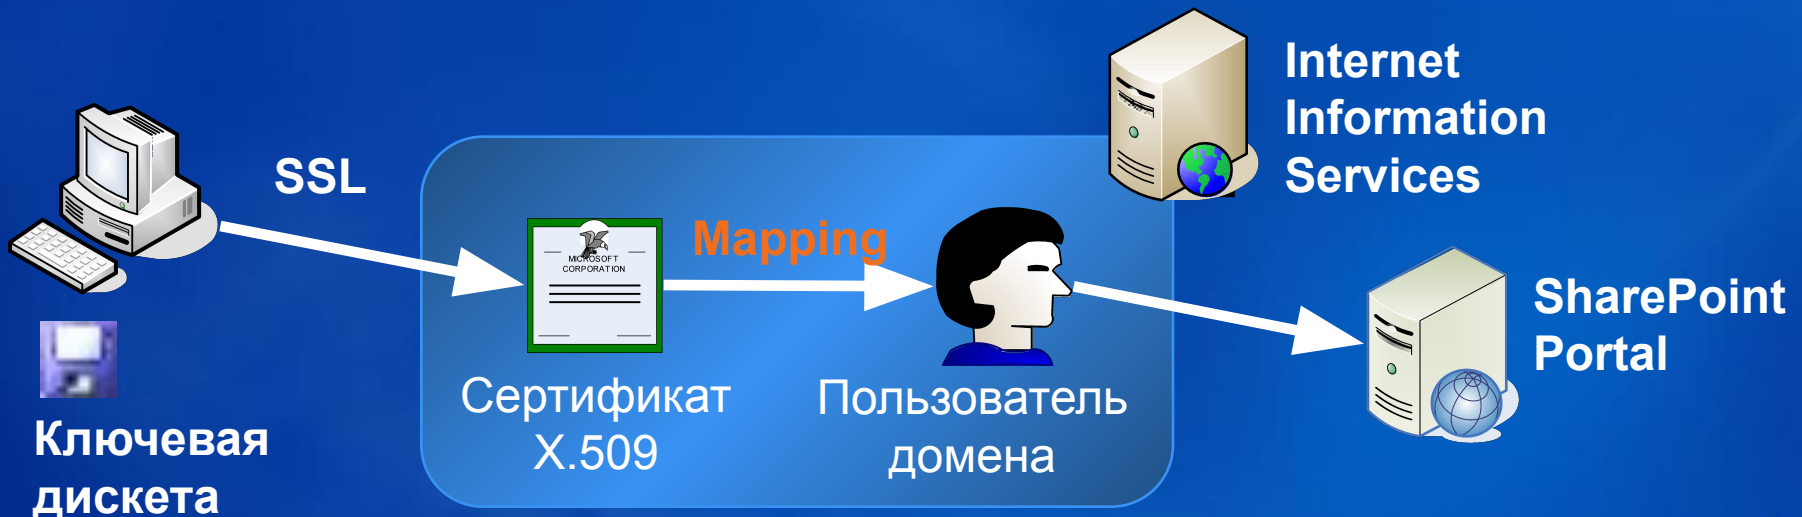 Internet
Information
Services
SSL
Mapping
MICROSOFT
CORPORATION
SharePoint
Portal
Сертификат
X.509
Пользователь
домена
Ключевая
дискета